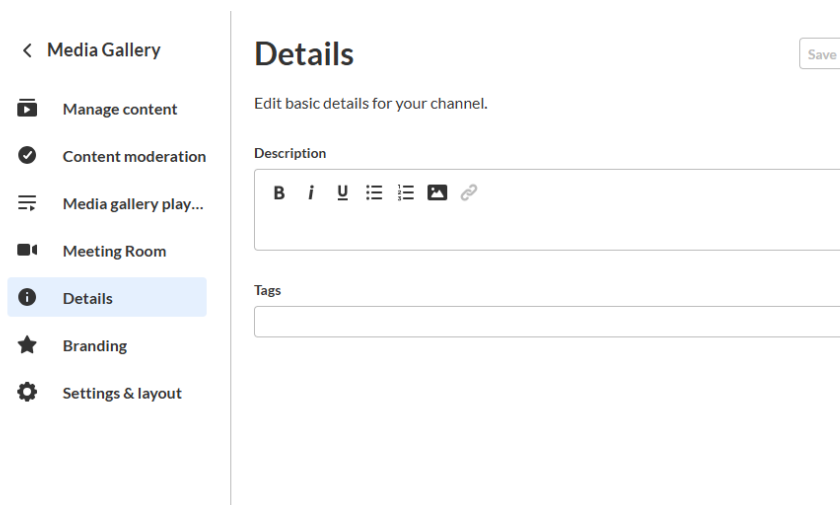 Media Gallery
Manage content
Content moderation
Media gallery play...
Meeting Room
Details
Branding
Settings & layout
Details
Save
Edit basic details for your channel.
Description
B i U
Tags